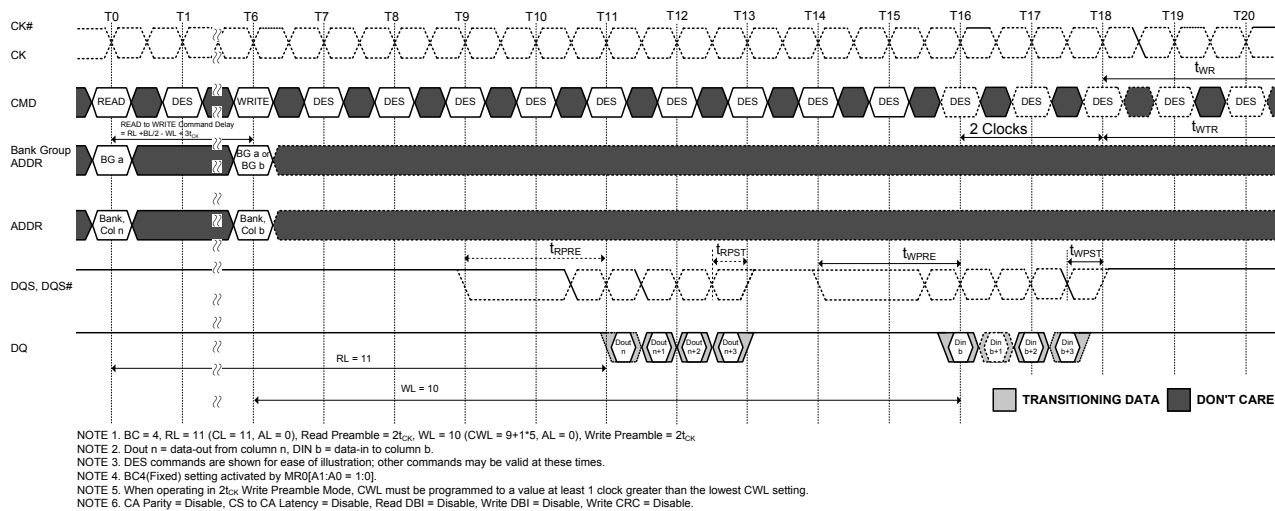 T0 T1 T6 T7 T8 T9 T10 T11 T12 T13 T14 T15 T16 T17 T18 T19 T20
CK#
CK
tWR
CMD READ DES WRITE DES DES DES DES DES DES DES DES DES DES DES DES DES DES
READ to WRITE Command Delay
= RL +BL/2 - WL + 3tCK
2 Clocks tWTR
Bank Group
ADDR
BG a
BG a or
BG b
ADDR
Bank,
Col n
Bank,
Col b
tRPRE tRPST tWPRE tWPST
DQS, DQS#
DQ
Dout
n
Dout
n+1
Dout
n+2
Dout
n+3
Din
b
Din
b+1
Din
b+2
Din
b+3
RL = 11
WL = 10
TRANSITIONING DATA DON'T CARE
NOTE 1. BC = 4, RL = 11 (CL = 11, AL = 0), Read Preamble = 2tCK, WL = 10 (CWL = 9+1*5, AL = 0), Write Preamble = 2tCK
NOTE 2. Dout n = data-out from column n, DIN b = data-in to column b.
NOTE 3. DES commands are shown for ease of illustration; other commands may be valid at these times.
NOTE 4. BC4(Fixed) setting activated by MR0[A1:A0 = 1:0].
NOTE 5. When operating in 2tCK Write Preamble Mode, CWL must be programmed to a value at least 1 clock greater than the lowest CWL setting.
NOTE 6. CA Parity = Disable, CS to CA Latency = Disable, Read DBI = Disable, Write DBI = Disable, Write CRC = Disable.